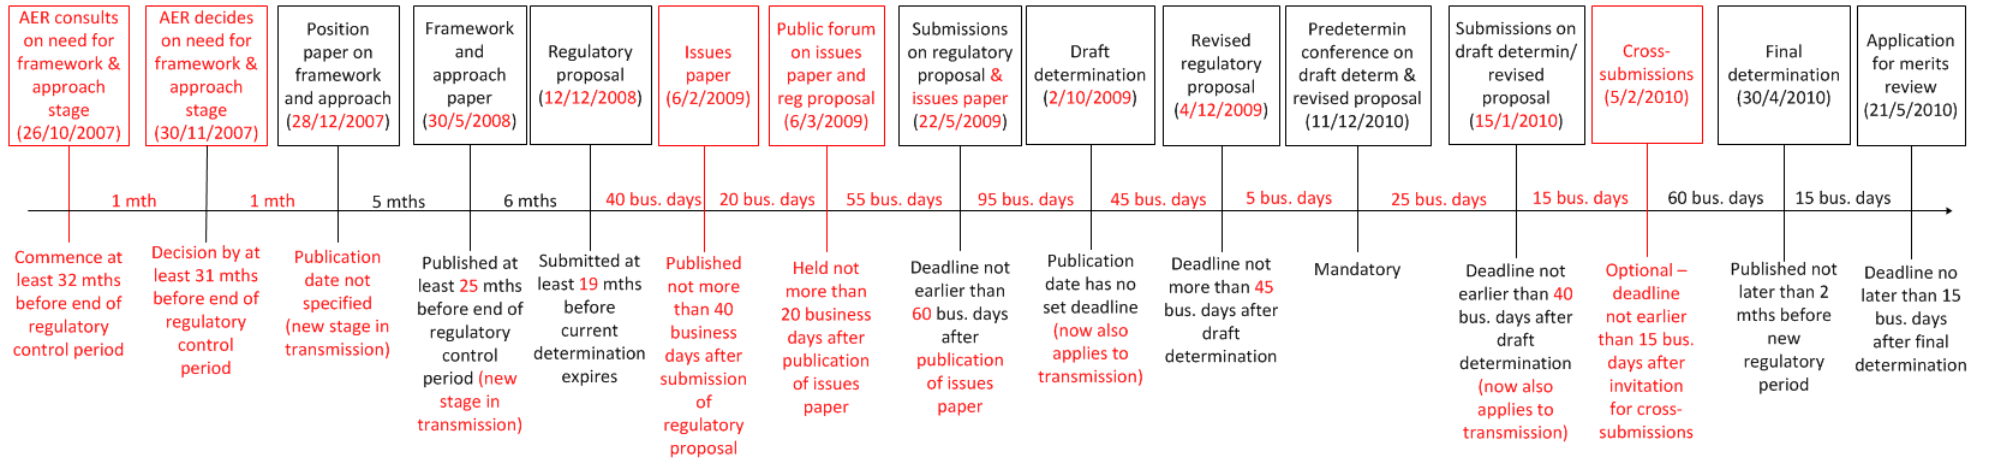 AER consults
on need for
framework &
approach
stage
(26/10/2007)
AER decides
on need for
framework &
approach
stage
(30/11/2007)
Position
paper on
framework
and approach
(28/12/2007)
Framework
and
approach
paper
(30/5/2008)
Regulatory
proposal
(12/12/2008)
Issues
paper
(6/2/2009)
Public forum
on issues
paper and
reg proposal
(6/3/2009)
Submissions
on regulatory
proposal &
issues paper
(22/5/2009)
Draft
determination
(2/10/2009)
Revised
regulatory
proposal
(4/12/2009)
Predetermin
conference on
draft determ &
revised proposal
(11/12/2010)
Submissions on
draft determin/
revised
proposal
(15/1/2010)
Cross-
submissions
(5/2/2010)
Final
determination
(30/4/2010)
Application
for merits
review
(21/5/2010)
1 mth
1 mth
5 mths
6 mths
40 bus. days
20 bus. days
55 bus. days
95 bus. days
45 bus. days
5 bus. days
25 bus. days
15 bus. days
60 bus. days
15 bus. days
Commence at
least 32 mths
before end of
regulatory
control period
Decision by at
least 31 mths
before end of
regulatory
control
period
Publication
date not
specified
(new stage in
transmission)
Published at
least 25 mths
before end of
regulatory
control
period (new
stage in
transmission)
Submitted at
least 19 mths
before
current
determination
expires
Published
not more
than 40
business
days after
submission
of
regulatory
proposal
Held not
more than
20 business
days after
publication
of issues
paper
Deadline not
earlier than
60 bus. days
after
publication
of issues
paper
Publication
date has no
set deadline
(now also
applies to
transmission)
Deadline not
more than 45
bus. days after
draft
determination
Mandatory
Deadline not
earlier than 40
bus. days after
draft
determination
(now also
applies to
transmission)
Optional –
deadline
not earlier
than 15 bus.
days after
invitation
for cross-
submissions
Published not
later than 2
mths before
new
regulatory
period
Deadline no
later than 15
bus. days
after final
determination